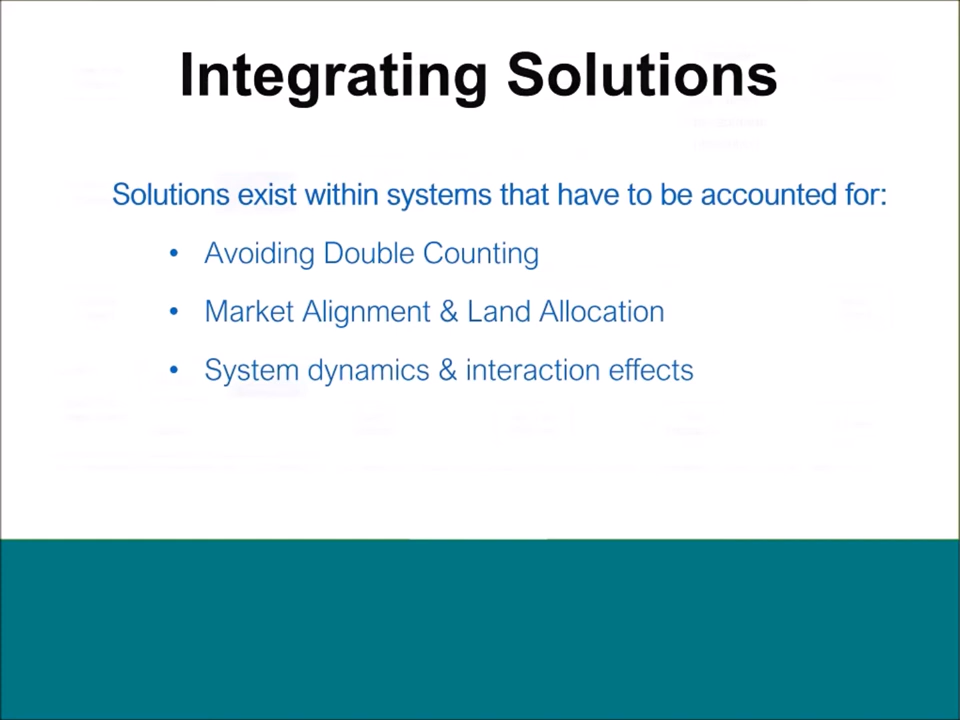 Integrating Solutions
Solutions exist within systems that have to be accounted for:
• Avoiding Double Counting
• Market Alignment & Land Allocation
• System dynamics & interaction effects